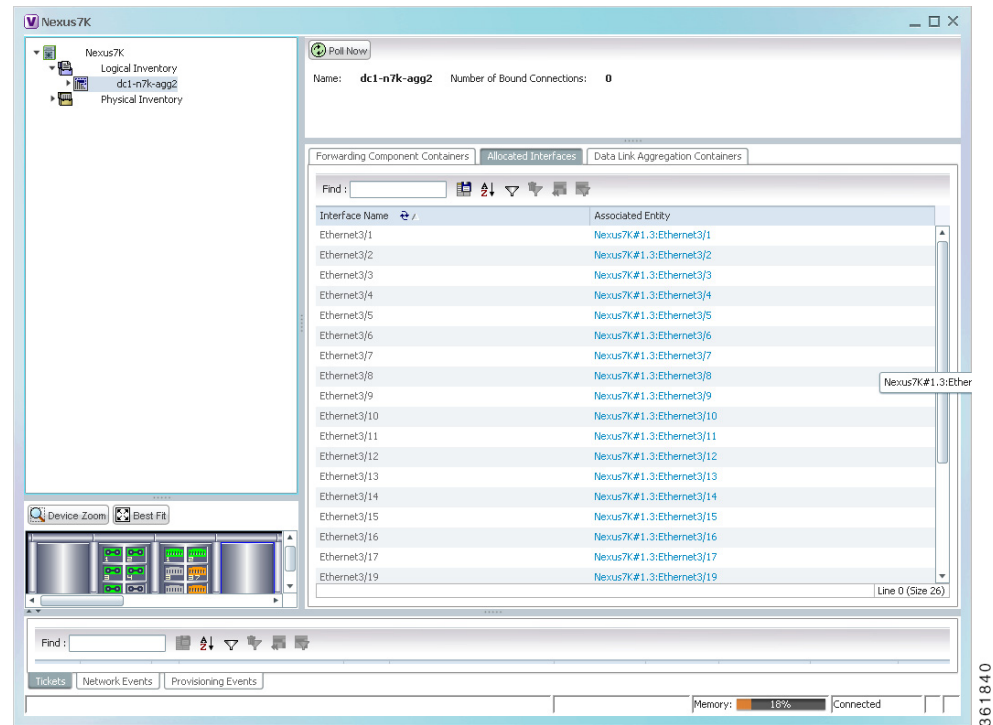 V Nexus7K
Nexus7K
Logical Inventory
dc1-n7k-agg2
Physical Inventory
Poll Now
Name: dc1-n7k-agg2 Number of Bound Connections: 0
Forwarding Component Containers Allocated Interfaces Data Link Aggregation Containers
Find :
Interface Name Associated Entity
Ethernet3/1 Nexus7K#1.3:Ethernet3/1
Ethernet3/2 Nexus7K#1.3:Ethernet3/2
Ethernet3/3 Nexus7K#1.3:Ethernet3/3
Ethernet3/4 Nexus7K#1.3:Ethernet3/4
Ethernet3/5 Nexus7K#1.3:Ethernet3/5
Ethernet3/6 Nexus7K#1.3:Ethernet3/6
Ethernet3/7 Nexus7K#1.3:Ethernet3/7
Ethernet3/8 Nexus7K#1.3:Ethernet3/8
Nexus7K#1.3:Ether
Ethernet3/9 Nexus7K#1.3:Ethernet3/9
Ethernet3/10 Nexus7K#1.3:Ethernet3/10
Ethernet3/11 Nexus7K#1.3:Ethernet3/11
Ethernet3/12 Nexus7K#1.3:Ethernet3/12
Ethernet3/13 Nexus7K#1.3:Ethernet3/13
Ethernet3/14 Nexus7K#1.3:Ethernet3/14
Ethernet3/15 Nexus7K#1.3:Ethernet3/15
Ethernet3/16 Nexus7K#1.3:Ethernet3/16
Ethernet3/17 Nexus7K#1.3:Ethernet3/17
Ethernet3/19 Nexus7K#1.3:Ethernet3/19
Line 0 (Size 26)
Device Zoom Best Fit
Find :
Tickets Network Events Provisioning Events
Memory: 18% Connected
361840